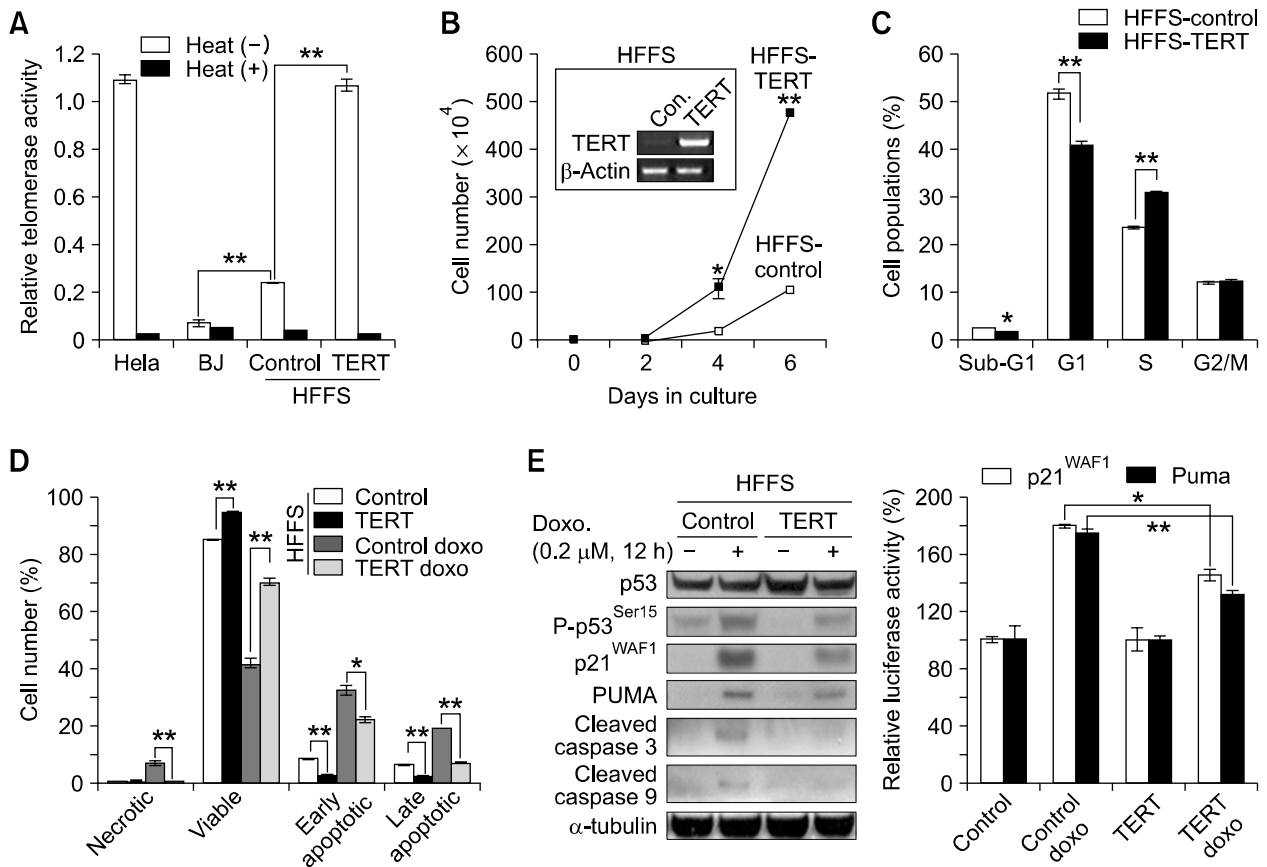 A
Heat (−)
Heat (+)
**
**
1.2
1.0
0.8
0.6
0.4
0.2
0
Relative telomerase activity
Hela
BJ
Control
TERT
HFFS
B
HFFS
Con.
TERT
TERT
β-Actin
HFFS-
TERT
**
*
HFFS-
control
600
500
400
300
200
100
0
Cell number (× 10⁴)
0
2
4
6
Days in culture
C
HFFS-control
HFFS-TERT
**
**
*
60
50
40
30
20
10
0
Cell populations (%)
Sub-G1
G1
S
G2/M
D
HFFS
Control
TERT
Control doxo
TERT doxo
**
**
**
**
*
**
**
100
80
60
40
20
0
Cell number (%)
Necrotic
Viable
Early
apoptotic
Late
apoptotic
E
HFFS
Doxo.
Control
TERT
(0.2 μM, 12 h)
−
+
−
+
p53
P-p53^Ser15
p21^WAF1
PUMA
Cleaved
caspase 3
Cleaved
caspase 9
α-tubulin
p21^WAF1
Puma
*
**
200
180
140
100
80
40
0
Relative luciferase activity (%)
Control
Control
doxo
TERT
TERT
doxo